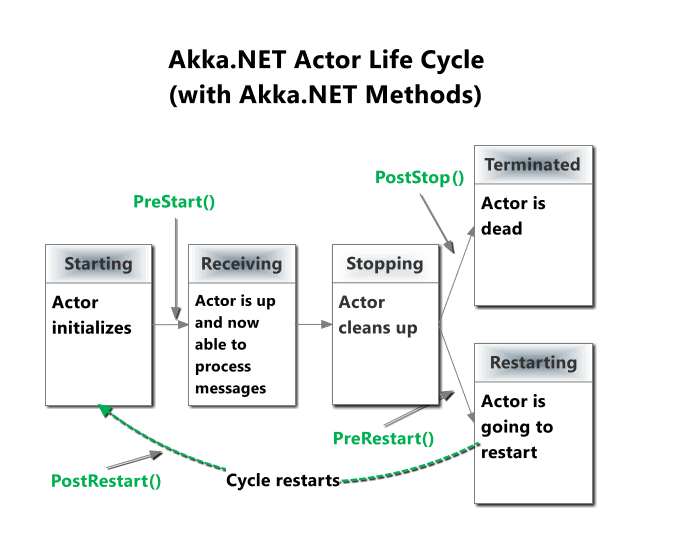 Akka.NET Actor Life Cycle
(with Akka.NET Methods)
PreStart()
PostStop()
Starting
Actor
initializes
Receiving
Actor is up
and now
able to
process
messages
Stopping
Actor
cleans up
Terminated
Actor is
dead
Restarting
Actor is
going to
restart
PreRestart()
PostRestart()
Cycle restarts